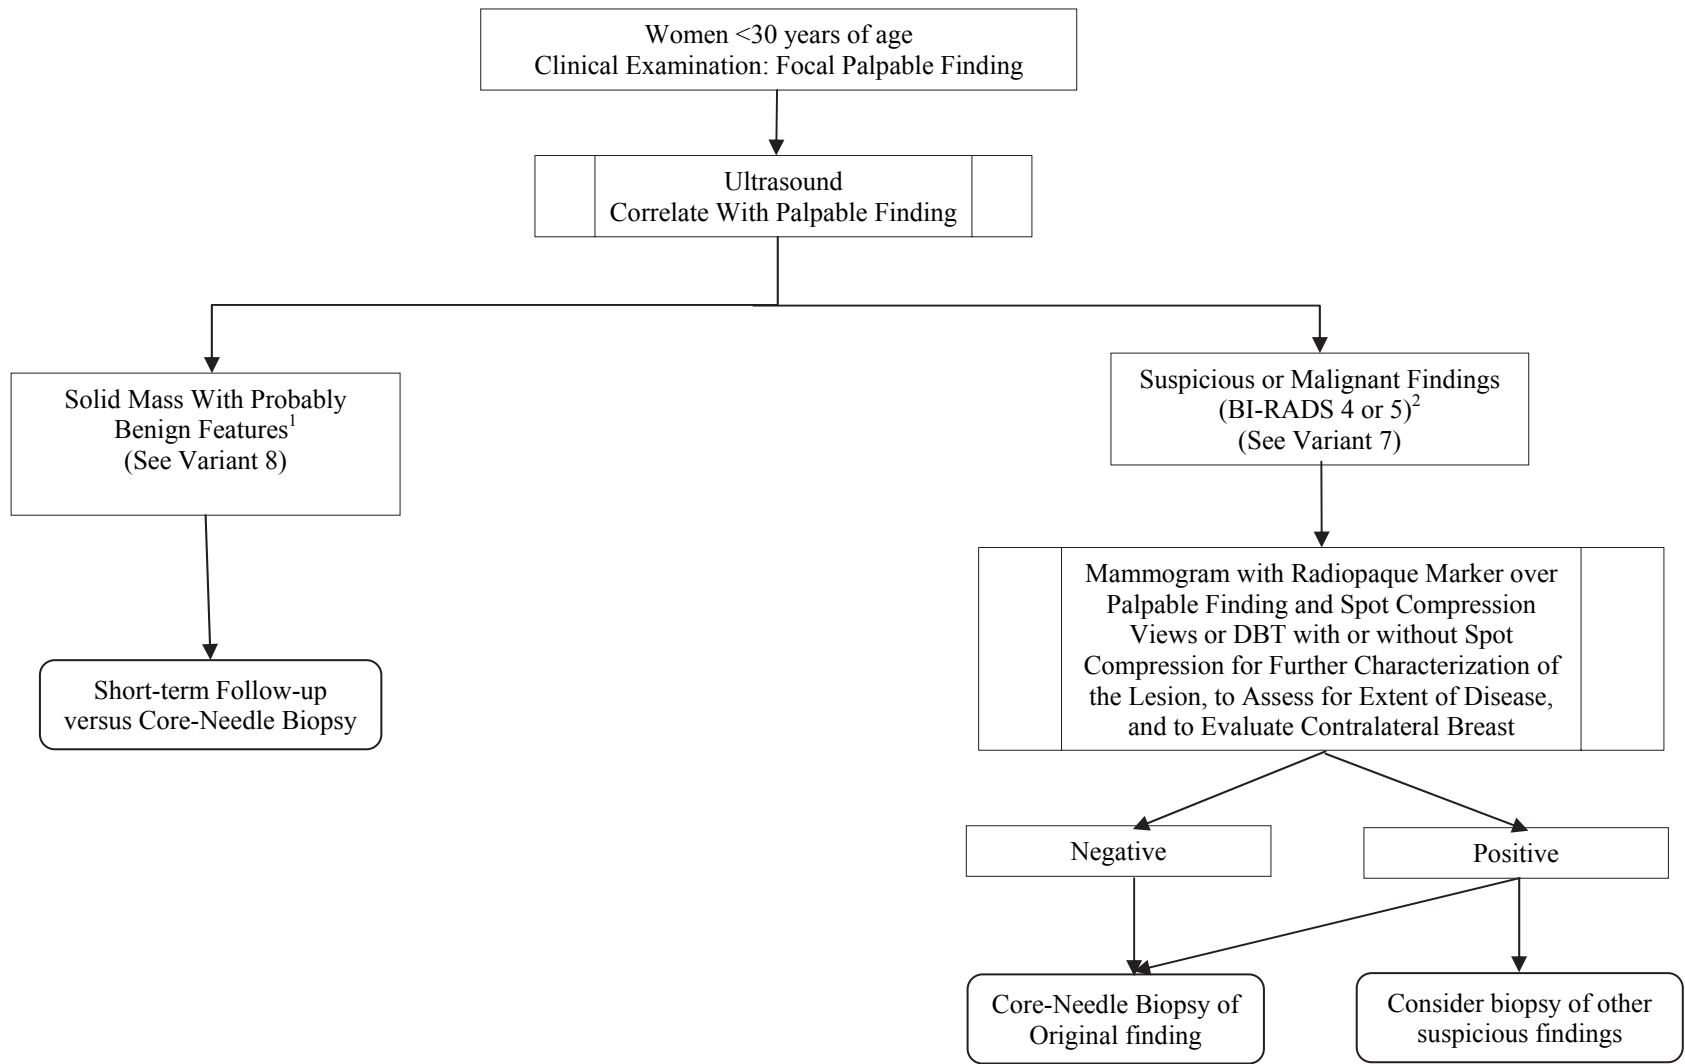 Women <30 years of age
Clinical Examination: Focal Palpable Finding
Ultrasound
Correlate With Palpable Finding
Solid Mass With Probably
Benign Features1
(See Variant 8)
Suspicious or Malignant Findings
(BI-RADS 4 or 5)2
(See Variant 7)
Mammogram with Radiopaque Marker over
Palpable Finding and Spot Compression
Views or DBT with or without Spot
Compression for Further Characterization of
the Lesion, to Assess for Extent of Disease,
and to Evaluate Contralateral Breast
Short-term Follow-up
versus Core-Needle Biopsy
Negative
Positive
Core-Needle Biopsy of
Original finding
Consider biopsy of other
suspicious findings